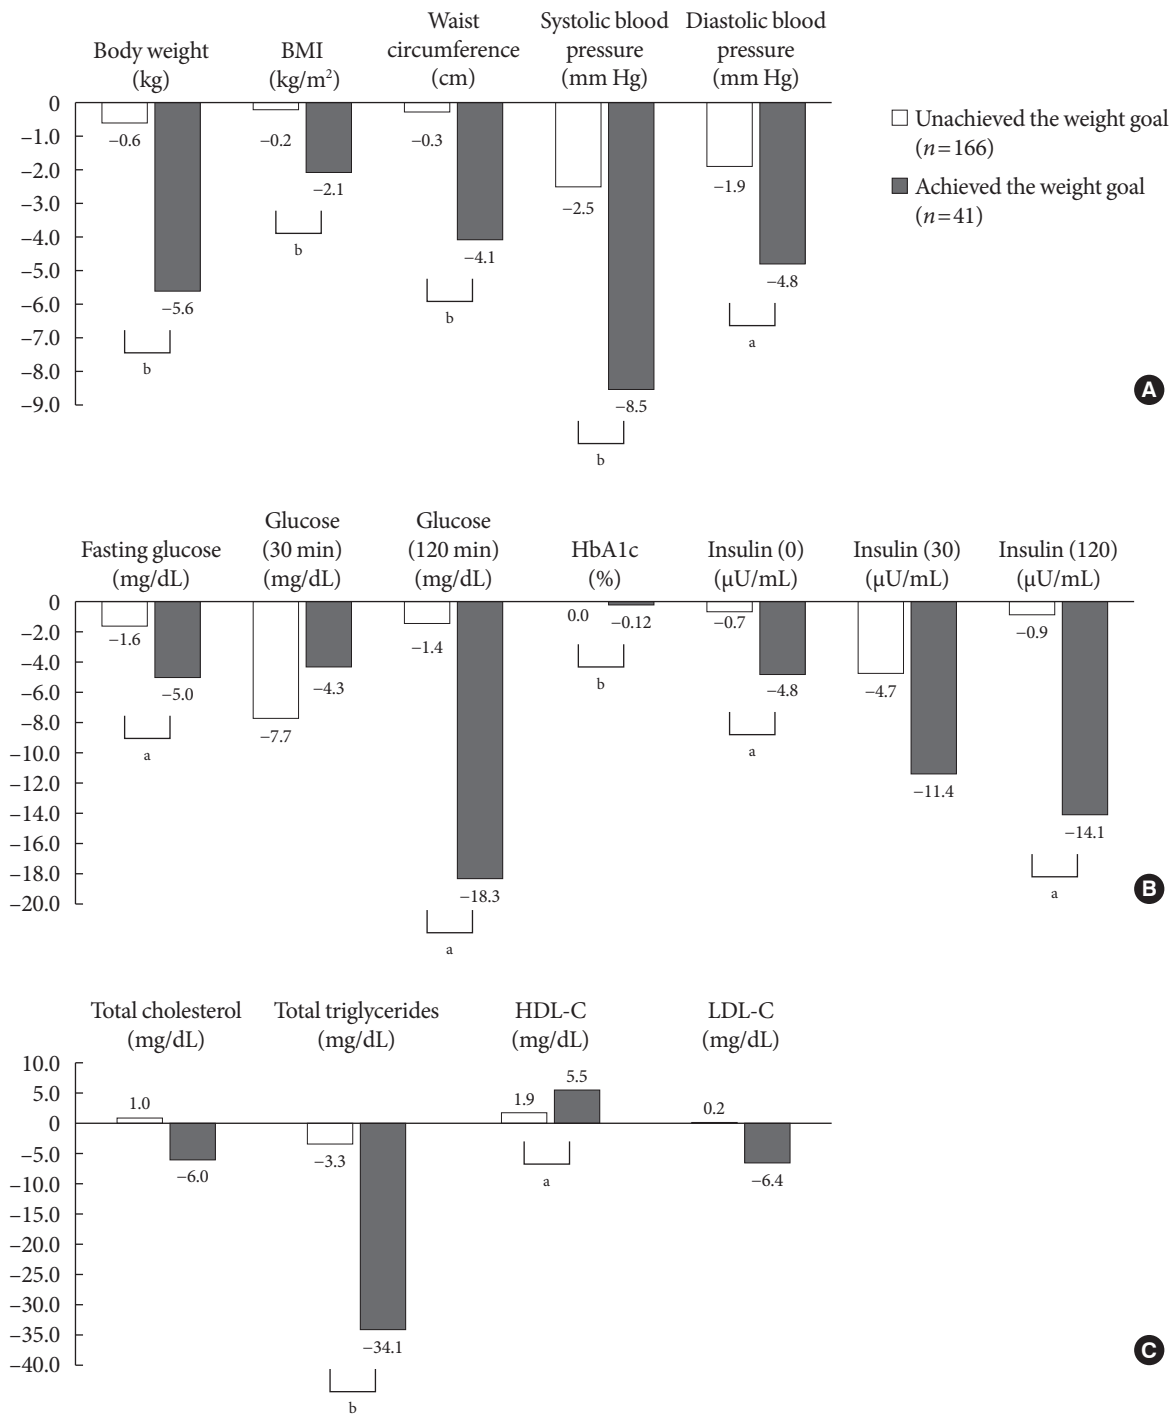 Body weight
(kg)
BMI
(kg/m²)
Waist
circumference
(cm)
Systolic blood
pressure
(mm Hg)
Diastolic blood
pressure
(mm Hg)
0
−1.0
−2.0
−3.0
−4.0
−5.0
−6.0
−7.0
−8.0
−9.0
−0.6
−5.6
b
−0.2
−2.1
b
−0.3
−4.1
b
−2.5
−8.5
b
−1.9
−4.8
a
Unachieved the weight goal
(n=166)
Achieved the weight goal
(n=41)
A
Fasting glucose
(mg/dL)
Glucose
(30 min)
(mg/dL)
Glucose
(120 min)
(mg/dL)
HbA1c
(%)
Insulin (0)
(µU/mL)
Insulin (30)
(µU/mL)
Insulin (120)
(µU/mL)
0
−2.0
−4.0
−6.0
−8.0
−10.0
−12.0
−14.0
−16.0
−18.0
−20.0
−1.6
−5.0
a
−7.7
−4.3
−1.4
−18.3
a
0.0
−0.12
b
−0.7
−4.8
a
−4.7
−11.4
−0.9
−14.1
a
B
Total cholesterol
(mg/dL)
Total triglycerides
(mg/dL)
HDL-C
(mg/dL)
LDL-C
(mg/dL)
10.0
5.0
0
−5.0
−10.0
−15.0
−20.0
−25.0
−30.0
−35.0
−40.0
1.0
−6.0
−3.3
−34.1
b
1.9
5.5
a
0.2
−6.4
C